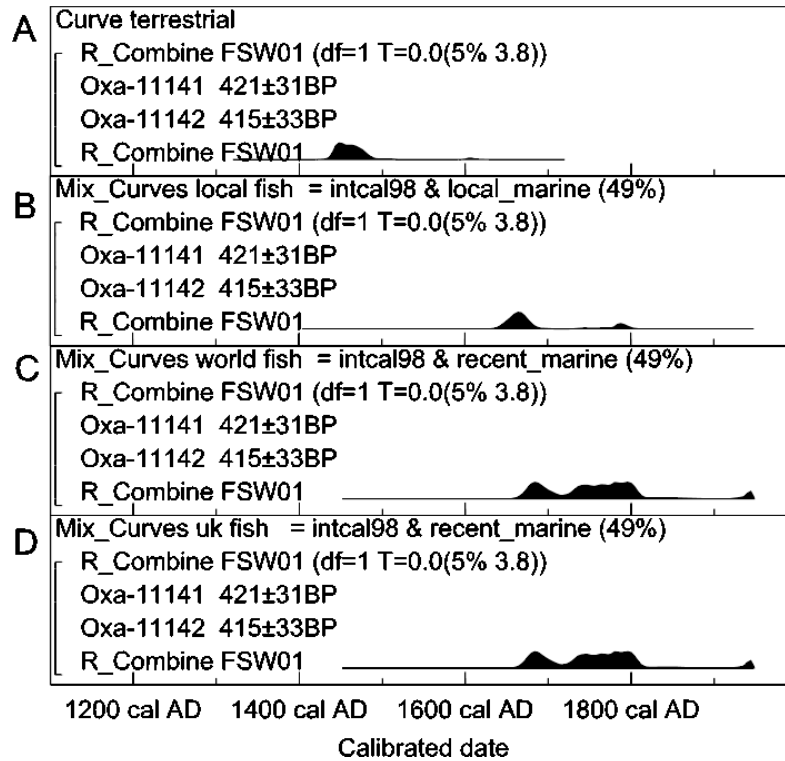 A
Curve terrestrial
R_Combine FSW01 (df=1 T=0.0(5% 3.8))
Oxa-11141 421±31BP
Oxa-11142 415±33BP
R_Combine FSW01
B
Mix_Curves local fish = intcal98 & local_marine (49%)
R_Combine FSW01 (df=1 T=0.0(5% 3.8))
Oxa-11141 421±31BP
Oxa-11142 415±33BP
R_Combine FSW01
C
Mix_Curves world fish = intcal98 & recent_marine (49%)
R_Combine FSW01 (df=1 T=0.0(5% 3.8))
Oxa-11141 421±31BP
Oxa-11142 415±33BP
R_Combine FSW01
D
Mix_Curves uk fish = intcal98 & recent_marine (49%)
R_Combine FSW01 (df=1 T=0.0(5% 3.8))
Oxa-11141 421±31BP
Oxa-11142 415±33BP
R_Combine FSW01
1200 cal AD 1400 cal AD 1600 cal AD 1800 cal AD
Calibrated date